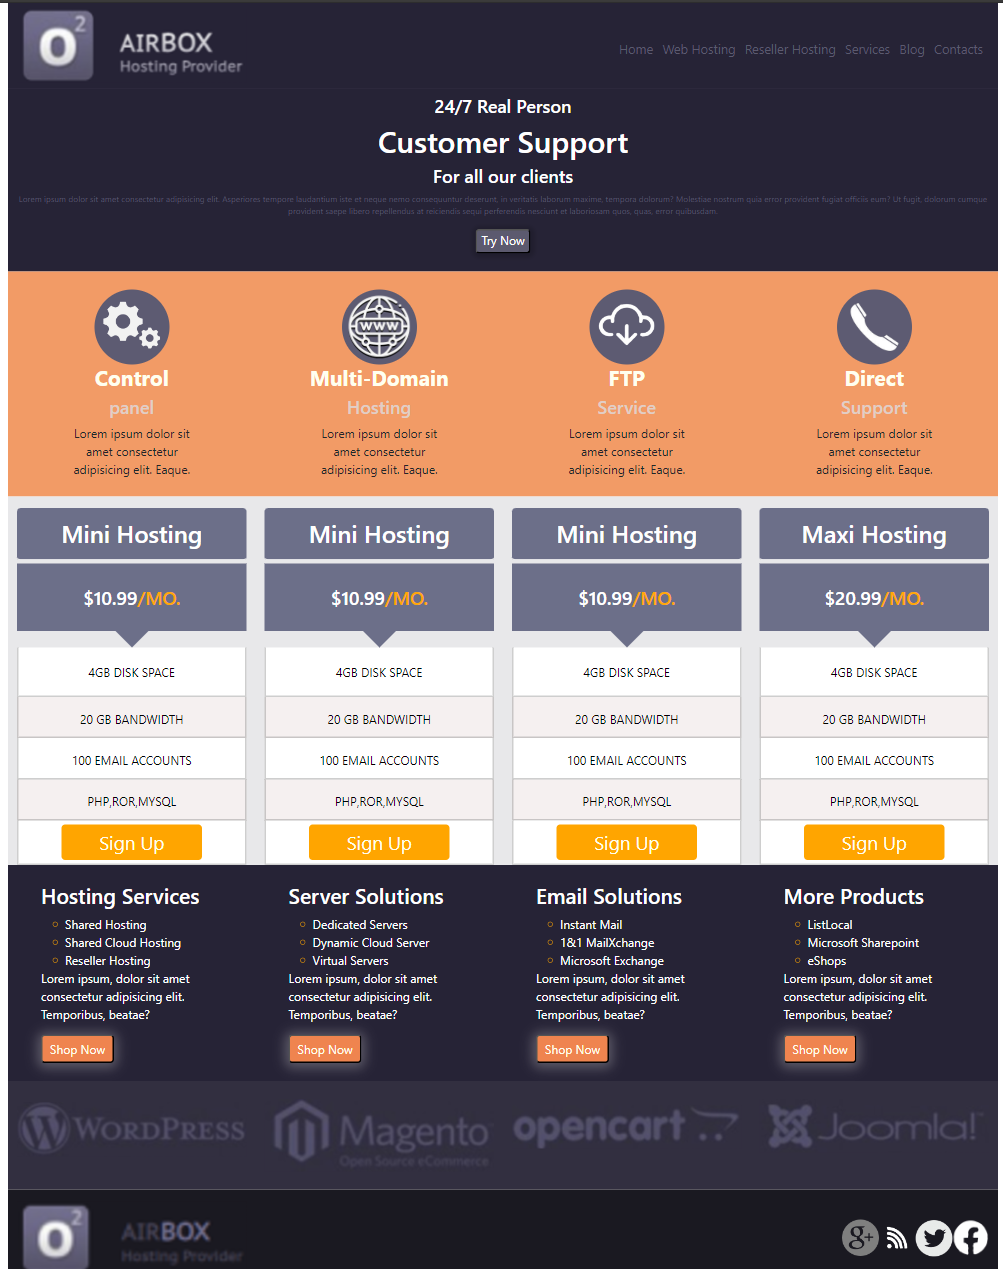 O2
AIRBOX
Hosting Provider
Home Web Hosting Reseller Hosting Services Blog Contacts
24/7 Real Person
Customer Support
For all our clients
Lorem ipsum dolor sit amet consectetur adipisicing elit. Asperiores tempore laudantium iste et neque nemo consequuntur deserunt, in veritatis laborum maxime, tempora dolorum? Molestiae nostrum quia error provident fugiat officiis eum? Ut fugit, dolorum cumque
provident saepe libero repellendus at reiciendis sequi perferendis nesciunt et laboriosam quos, quas, error quibusdam.
Try Now
WWW
Control Multi-Domain FTP Direct
panel Hosting Service Support
Lorem ipsum dolor sit Lorem ipsum dolor sit Lorem ipsum dolor sit Lorem ipsum dolor sit
amet consectetur amet consectetur amet consectetur amet consectetur
adipisicing elit. Eaque. adipisicing elit. Eaque. adipisicing elit. Eaque. adipisicing elit. Eaque.
Mini Hosting Mini Hosting Mini Hosting Maxi Hosting
$10.99/MO. $10.99/MO. $10.99/MO. $20.99/MO.
4GB DISK SPACE 4GB DISK SPACE 4GB DISK SPACE 4GB DISK SPACE
20 GB BANDWIDTH 20 GB BANDWIDTH 20 GB BANDWIDTH 20 GB BANDWIDTH
100 EMAIL ACCOUNTS 100 EMAIL ACCOUNTS 100 EMAIL ACCOUNTS 100 EMAIL ACCOUNTS
PHP,ROR,MYSQL PHP,ROR,MYSQL PHP,ROR,MYSQL PHP,ROR,MYSQL
Sign Up Sign Up Sign Up Sign Up
Hosting Services Server Solutions Email Solutions More Products
Shared Hosting Dedicated Servers Instant Mail ListLocal
Shared Cloud Hosting Dynamic Cloud Server 1&1 MailXchange Microsoft Sharepoint
Reseller Hosting Virtual Servers Microsoft Exchange eShops
Lorem ipsum, dolor sit amet Lorem ipsum, dolor sit amet Lorem ipsum, dolor sit amet Lorem ipsum, dolor sit amet
consectetur adipisicing elit. consectetur adipisicing elit. consectetur adipisicing elit. consectetur adipisicing elit.
Temporibus, beatae? Temporibus, beatae? Temporibus, beatae? Temporibus, beatae?
Shop Now Shop Now Shop Now Shop Now
WORDPRESS Magento opencart Joomla!
Open Source eCommerce
O2
AIRBOX
Hosting Provider
g+